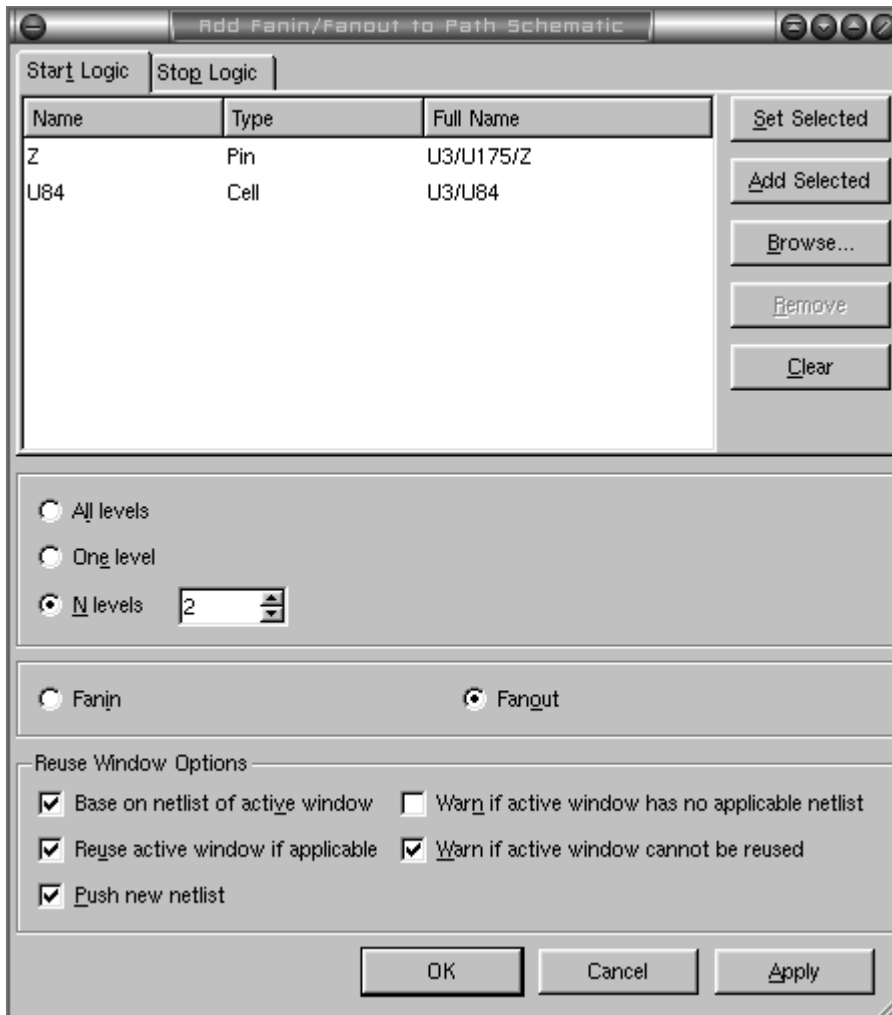 Add Fanin/Fanout to Path Schematic
Start Logic Stop Logic
Name Type Full Name Set Selected
Z Pin U3/U175/Z
U84 Cell U3/U84 Add Selected
Browse...
Remove
Clear
All levels
One level
N levels 2
Fanin Fanout
Reuse Window Options
Base on netlist of active window Warn if active window has no applicable netlist
Reuse active window if applicable Warn if active window cannot be reused
Push new netlist
OK Cancel Apply